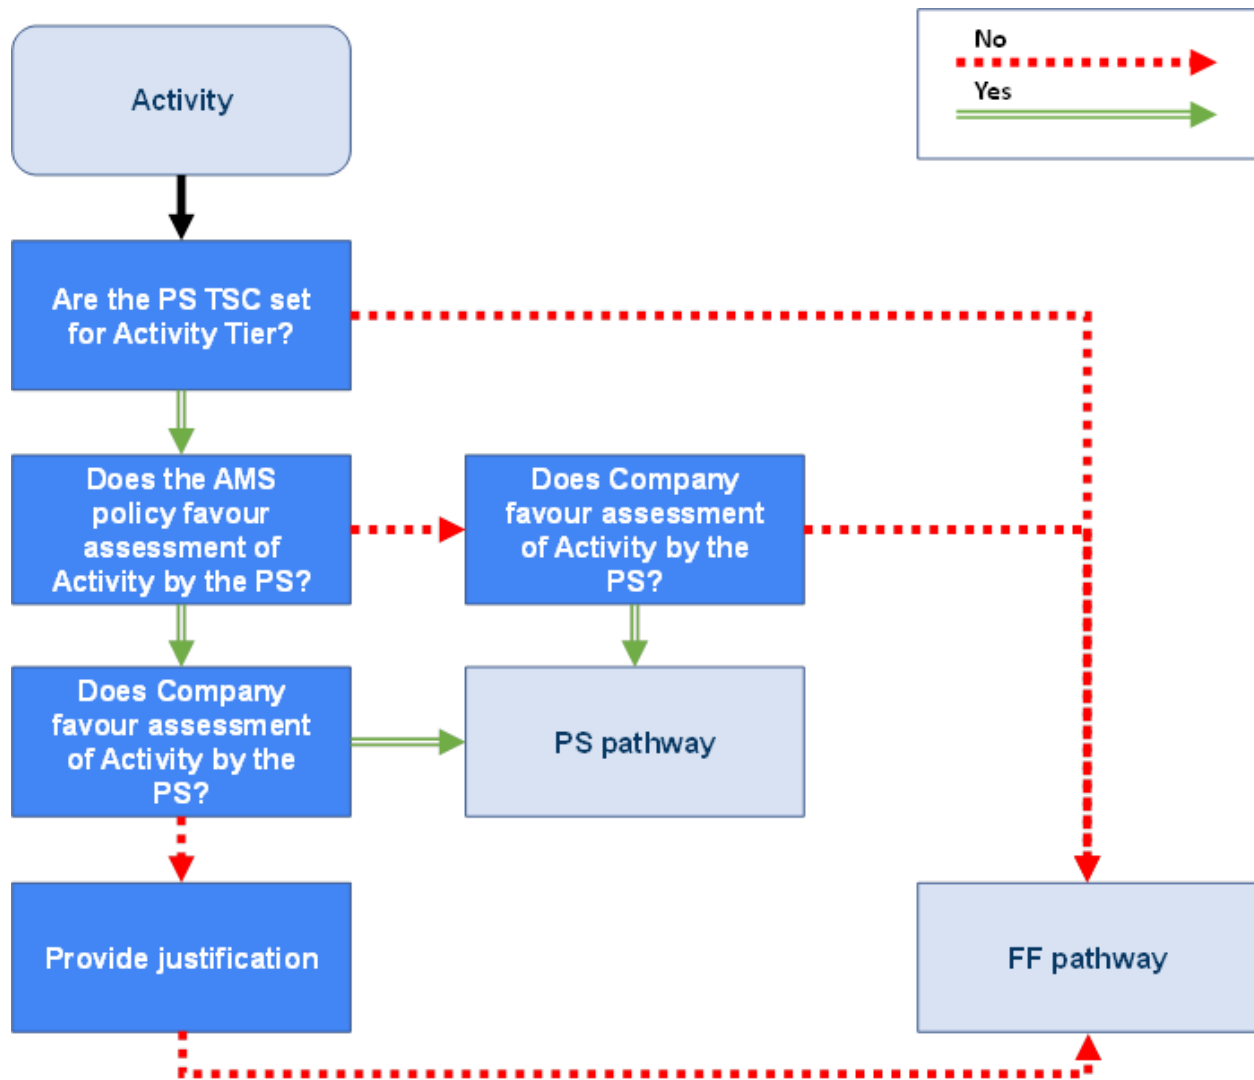 Activity
No
Yes
Are the PS TSC set
for Activity Tier?
Does the AMS
policy favour
assessment of
Activity by the PS?
Does Company
favour assessment
of Activity by the
PS?
Does Company
favour assessment
of Activity by the
PS?
PS pathway
Provide justification
FF pathway